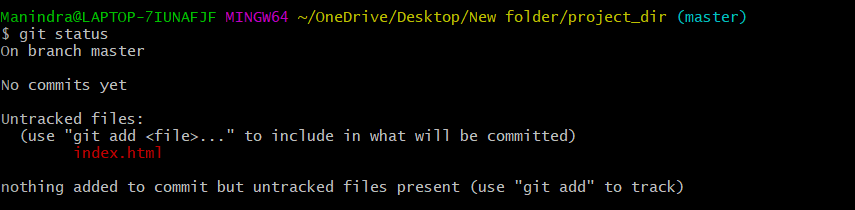 Manindra@LAPTOP-7IUNAFJF MINGW64 ~/OneDrive/Desktop/New folder/project_dir (master)
$ git status
On branch master
No commits yet
Untracked files:
(use "git add <file>..." to include in what will be committed)
index.html
nothing added to commit but untracked files present (use "git add" to track)